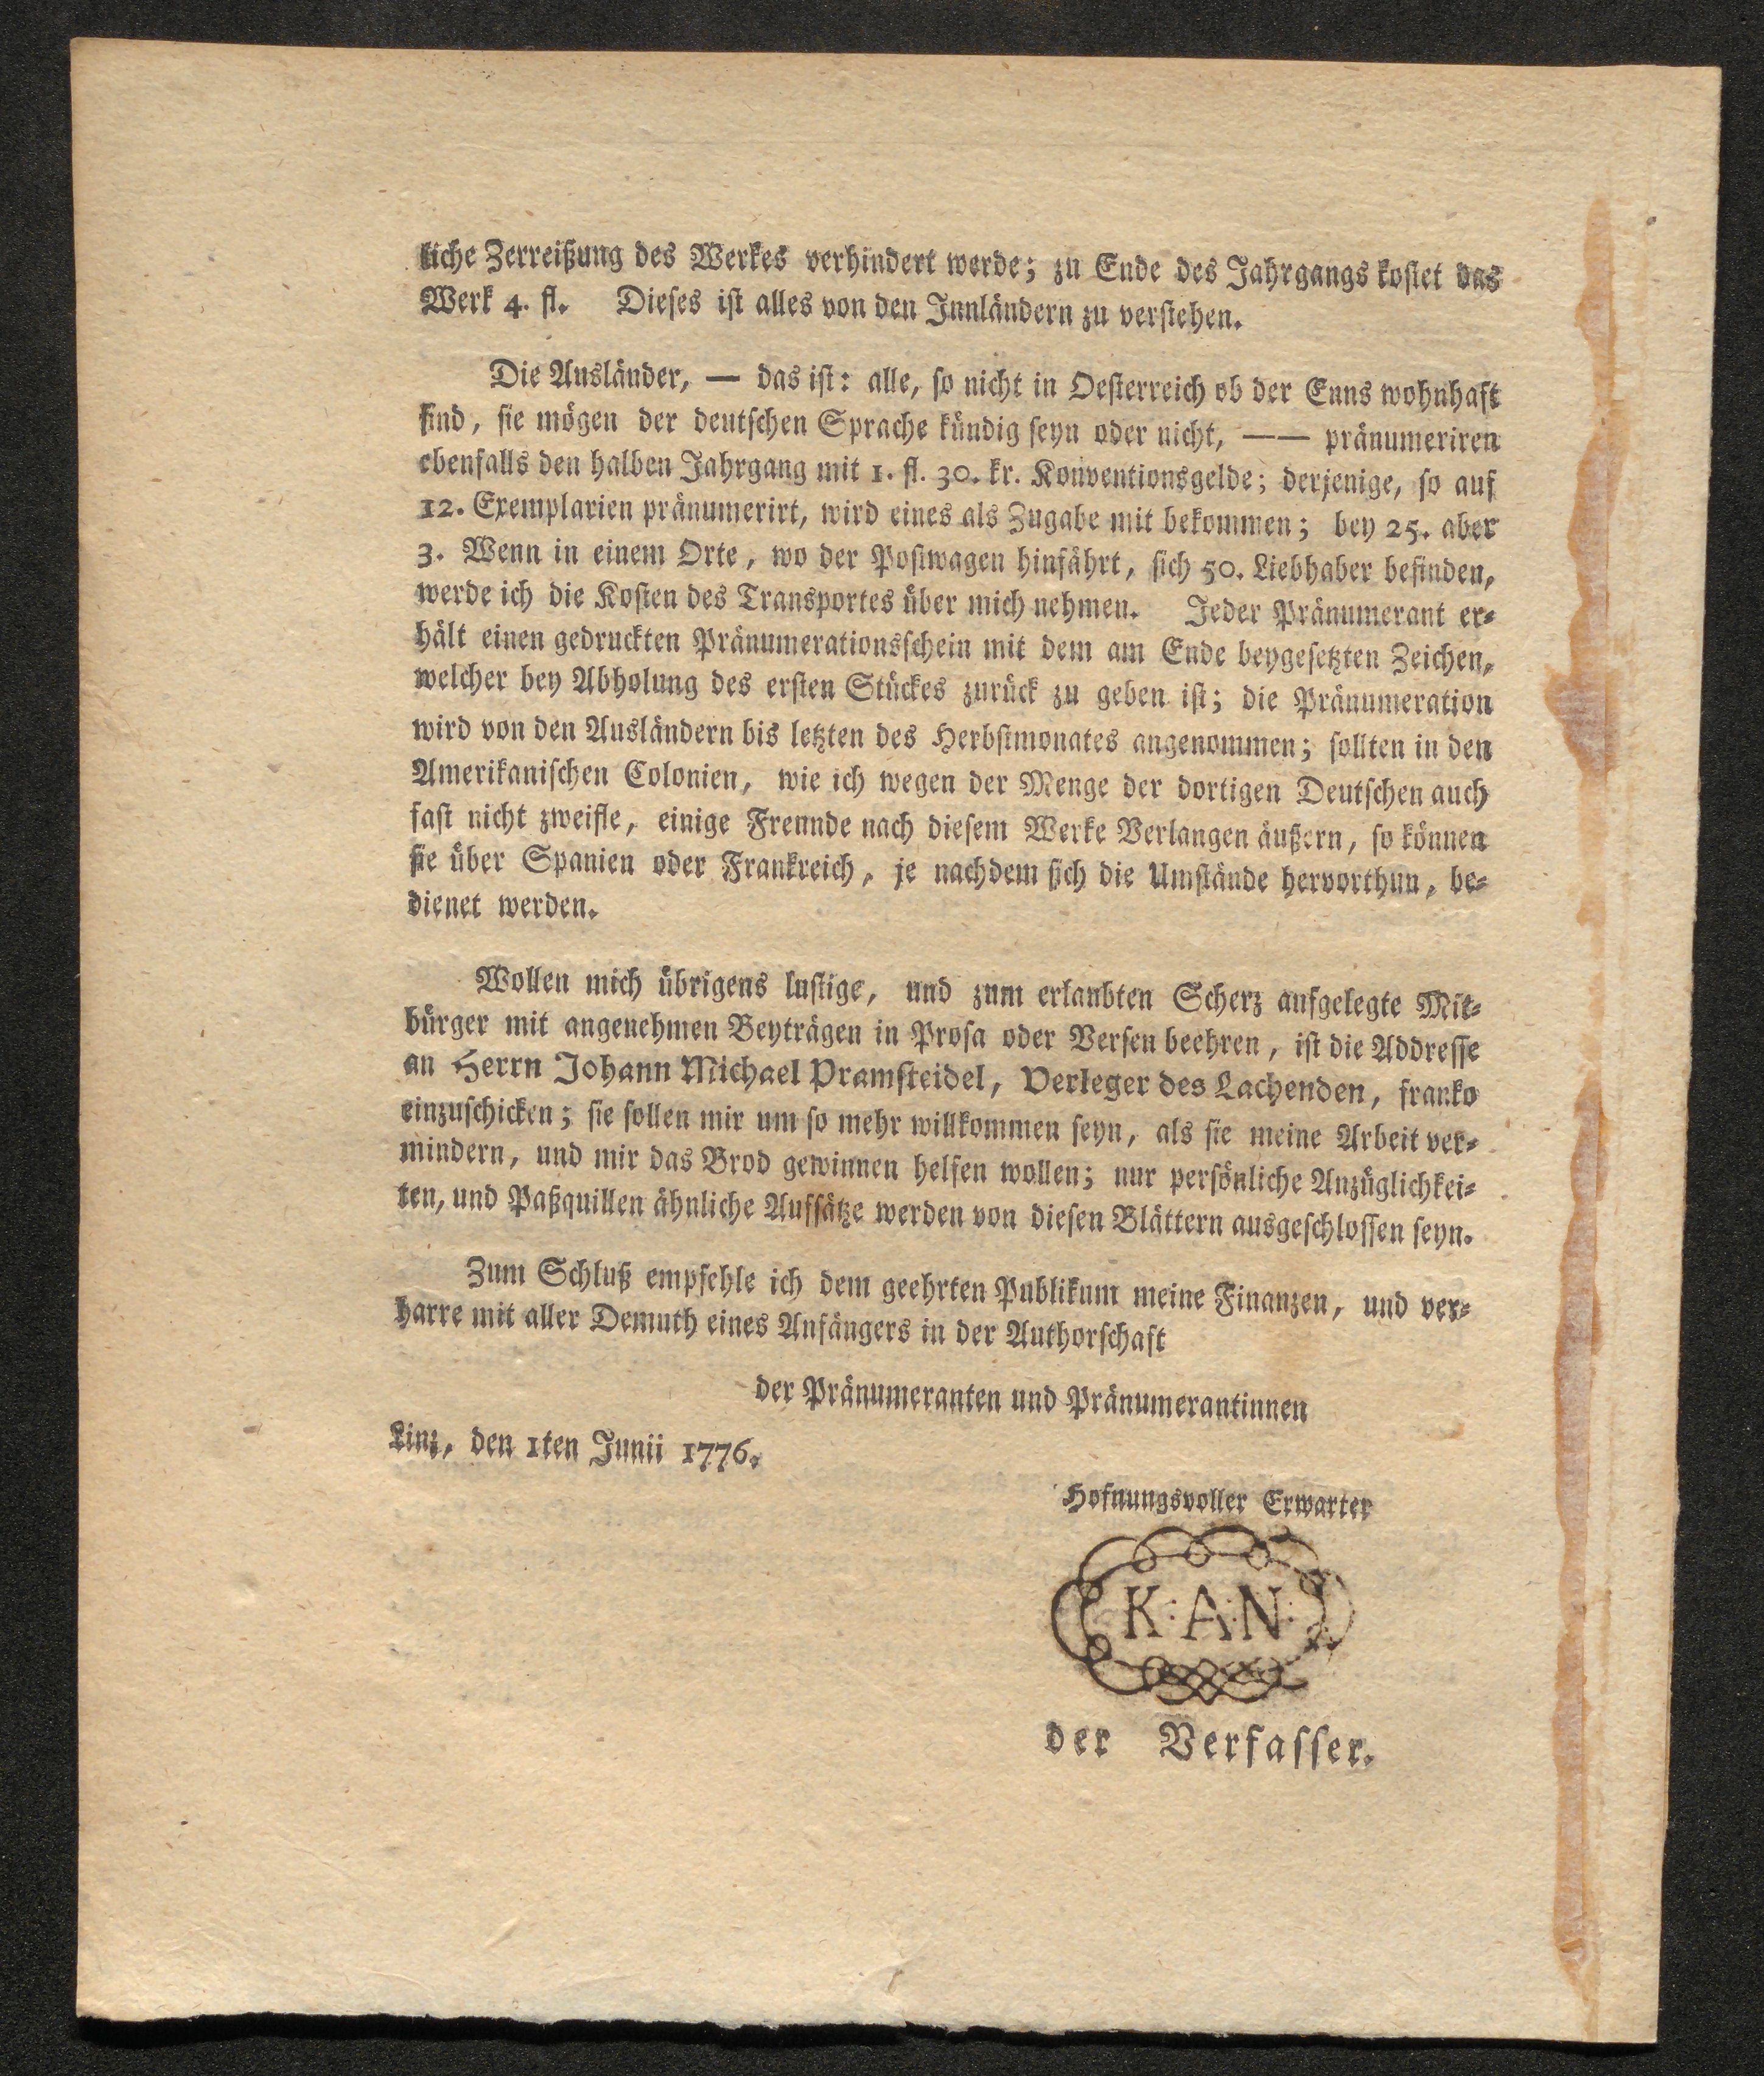 liche Zerreißung des Werkes verhindert werde; zu Ende des Jahrgangs kostet das
Werk 4. fl. Dieses ist alles von den Innländern zu verstehen.
Die Ausländer, — das ist: alle, so nicht in Oesterreich ob der Enns wohnhaft
sind, sie mögen der deutschen Sprache kündig seyn oder nicht, —— pränumeriren
ebenfalls den halben Jahrgang mit 1. fl. 30. kr. Konventionsgelde; derjenige, so auf
12. Exemplarien pränumerirt, wird eines als Zugabe mit bekommen; bey 25. aber
3. Wenn in einem Orte, wo der Postwagen hinfährt, sich 50. Liebhaber befinden,
werde ich die Kosten des Transportes über mich nehmen. Jeder Pränumerant er-
hält einen gedruckten Pränumerationsschein mit dem am Ende beygesetzten Zeichen,
welcher bey Abholung des ersten Stückes zurück zu geben ist; die Pränumeration
wird von den Ausländern bis letzten des Herbstmonates angenommen; sollten in den
Amerikanischen Colonien, wie ich wegen der Menge der dortigen Deutschen auch
fast nicht zweifle, einige Freunde nach diesem Werke Verlangen äußern, so können
sie über Spanien oder Frankreich, je nachdem sich die Umstände hervorthun, be-
dienet werden.
Wollen mich übrigens lustige, und zum erlaubten Scherz aufgelegte Mit-
bürger mit angenehmen Beyträgen in Prosa oder Versen beehren, ist die Addresse
an Herrn Johann Michael Pramsteidel, Verleger des Lachenden, franko
einzuschicken; sie sollen mir um so mehr willkommen seyn, als sie meine Arbeit ver-
mindern, und mir das Brod gewinnen helfen wollen; nur persönliche Anzüglichkei-
ten, und Paßquillen ähnliche Aufsätze werden von diesen Blättern ausgeschlossen seyn.
Zum Schluß empfehle ich dem geehrten Publikum meine Finanzen, und ver-
harre mit aller Demuth eines Anfängers in der Authorschaft
der Pränumeranten und Pränumerantinnen
Linz, den 1ten Junii 1776.
Hofnungsvoller Erwarter
K: A: N:
der Verfasser.